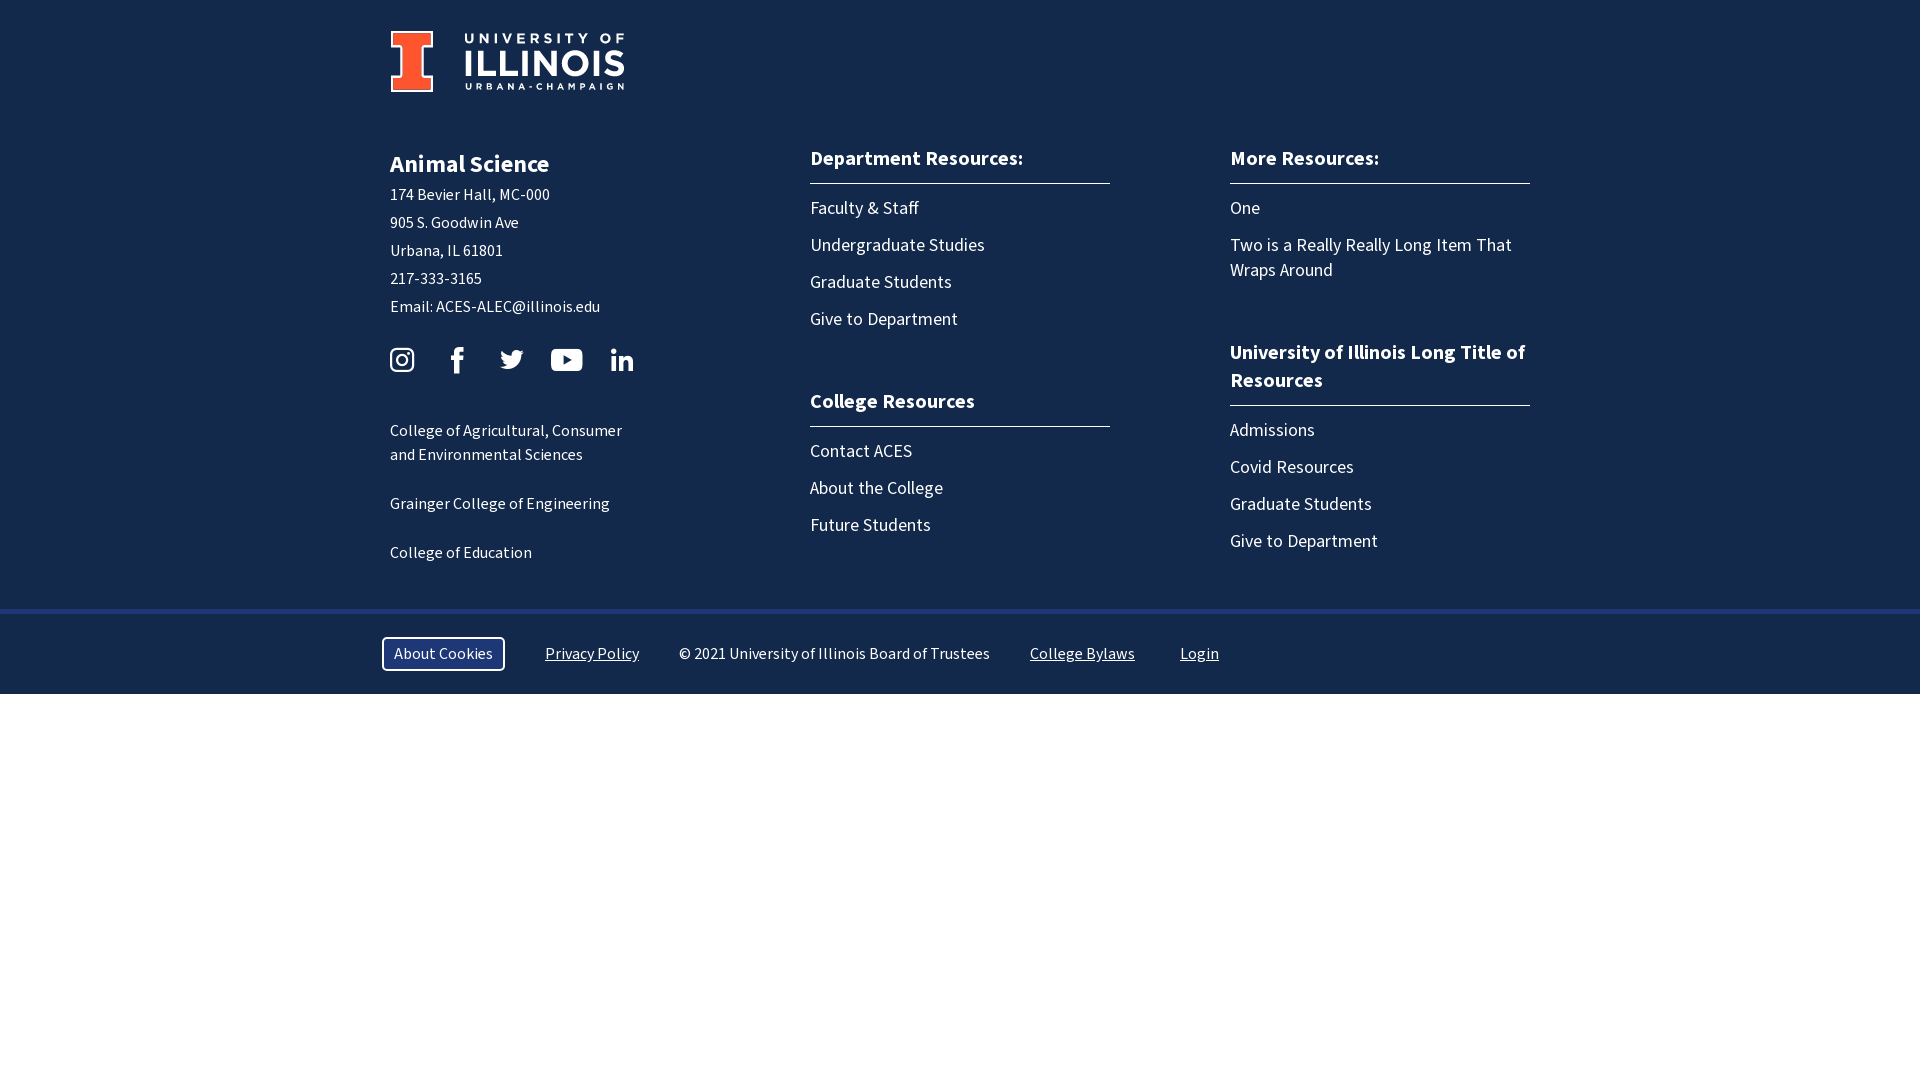 UNIVERSITY OF
ILLINOIS
URBANA-CHAMPAIGN
Animal Science
174 Bevier Hall, MC-000
905 S. Goodwin Ave
Urbana, IL 61801
217-333-3165
Email: ACES-ALEC@illinois.edu
College of Agricultural, Consumer
and Environmental Sciences
Grainger College of Engineering
College of Education
Department Resources:
Faculty & Staff
Undergraduate Studies
Graduate Students
Give to Department
College Resources
Contact ACES
About the College
Future Students
More Resources:
One
Two is a Really Really Long Item That
Wraps Around
University of Illinois Long Title of
Resources
Admissions
Covid Resources
Graduate Students
Give to Department
About Cookies
Privacy Policy
© 2021 University of Illinois Board of Trustees
College Bylaws
Login